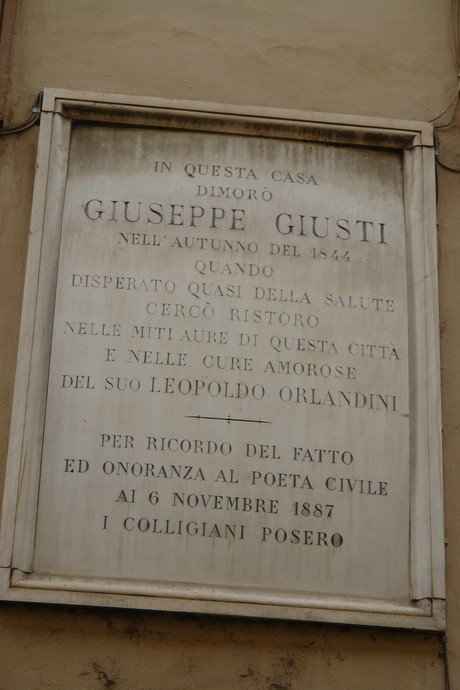 IN QUESTA CASA
DIMORÒ
GIUSEPPE GIUSTI
NELL'AUTUNNO DEL 1844
QUANDO
DISPERATO QUASI DELLA SALUTE
CERCÒ RISTORO
NELLE MITI AURE DI QUESTA CITTÀ
E NELLE CURE AMOROSE
DEL SUO LEOPOLDO ORLANDINI
PER RICORDO DEL FATTO
ED ONORANZA AL POETA CIVILE
AI 6 NOVEMBRE 1887
I COLLIGIANI POSERO